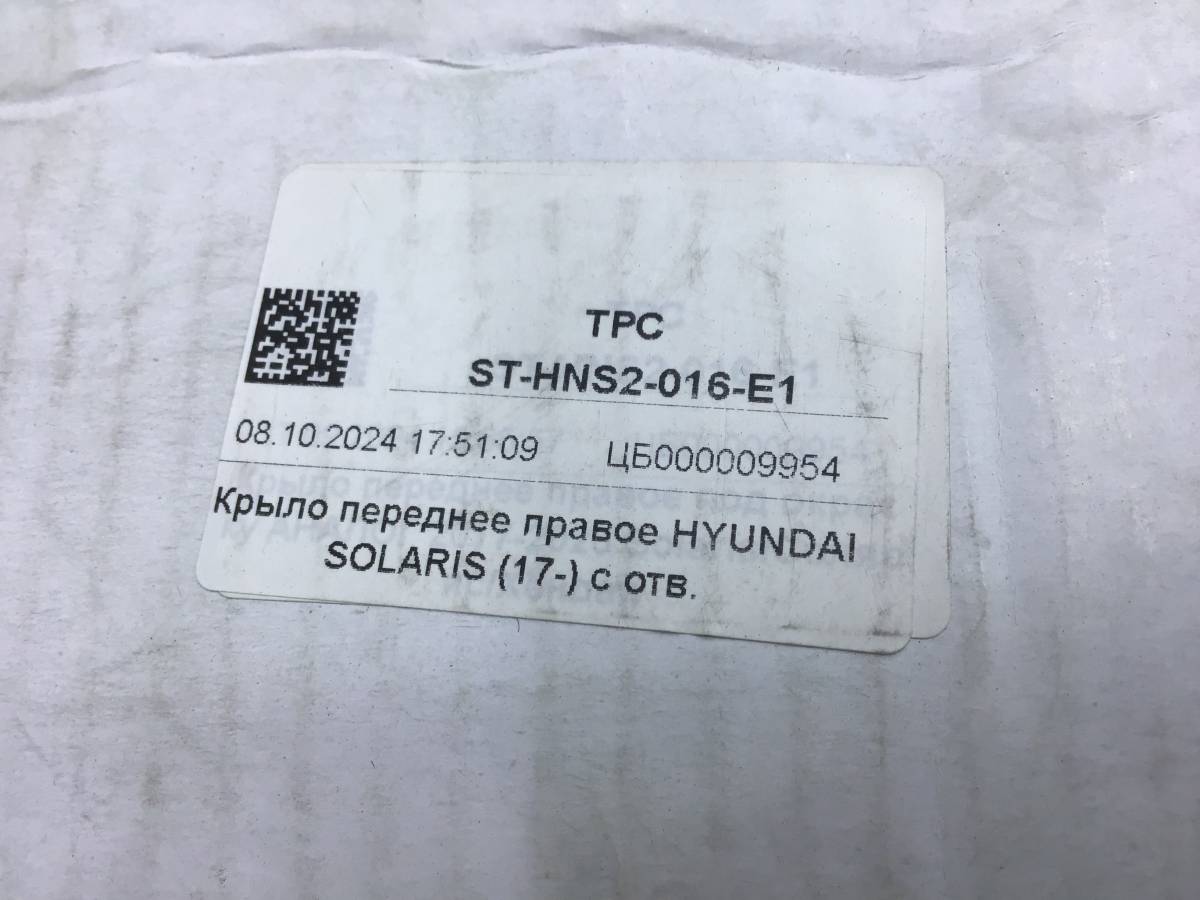 TPC
ST-HNS2-016-E1
08.10.2024 17:51:09 ЦБ000009954
Крыло переднее правое HYUNDAI
SOLARIS (17-) с отв.